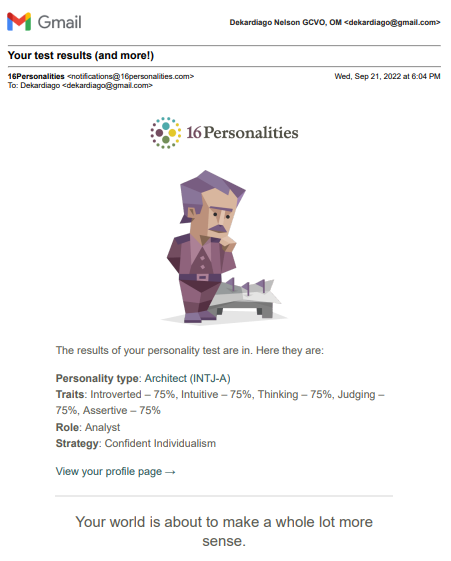 Gmail
Dekardiago Nelson GCVO, OM <dekardiago@gmail.com>
Your test results (and more!)
16Personalities <notifications@16personalities.com>
Wed, Sep 21, 2022 at 6:04 PM
To: Dekardiago <dekardiago@gmail.com>
16Personalities
The results of your personality test are in. Here they are:
Personality type: Architect (INTJ-A)
Traits: Introverted – 75%, Intuitive – 75%, Thinking – 75%, Judging –
75%, Assertive – 75%
Role: Analyst
Strategy: Confident Individualism
View your profile page →
Your world is about to make a whole lot more
sense.